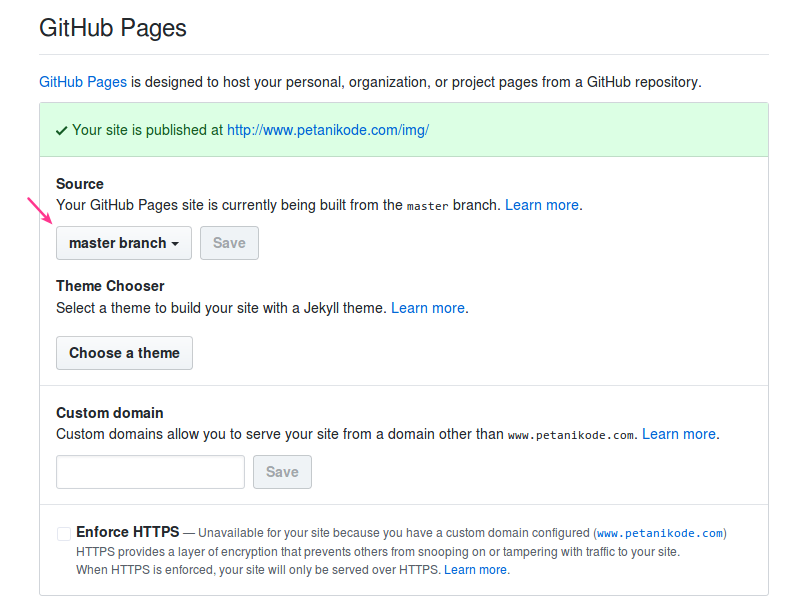 GitHub Pages
GitHub Pages is designed to host your personal, organization, or project pages from a GitHub repository.
Your site is published at http://www.petanikode.com/img/
Source
Your GitHub Pages site is currently being built from the master branch. Learn more.
master branch
Save
Theme Chooser
Select a theme to build your site with a Jekyll theme. Learn more.
Choose a theme
Custom domain
Custom domains allow you to serve your site from a domain other than www.petanikode.com. Learn more.
Save
Enforce HTTPS — Unavailable for your site because you have a custom domain configured (www.petanikode.com)
HTTPS provides a layer of encryption that prevents others from snooping on or tampering with traffic to your site.
When HTTPS is enforced, your site will only be served over HTTPS. Learn more.